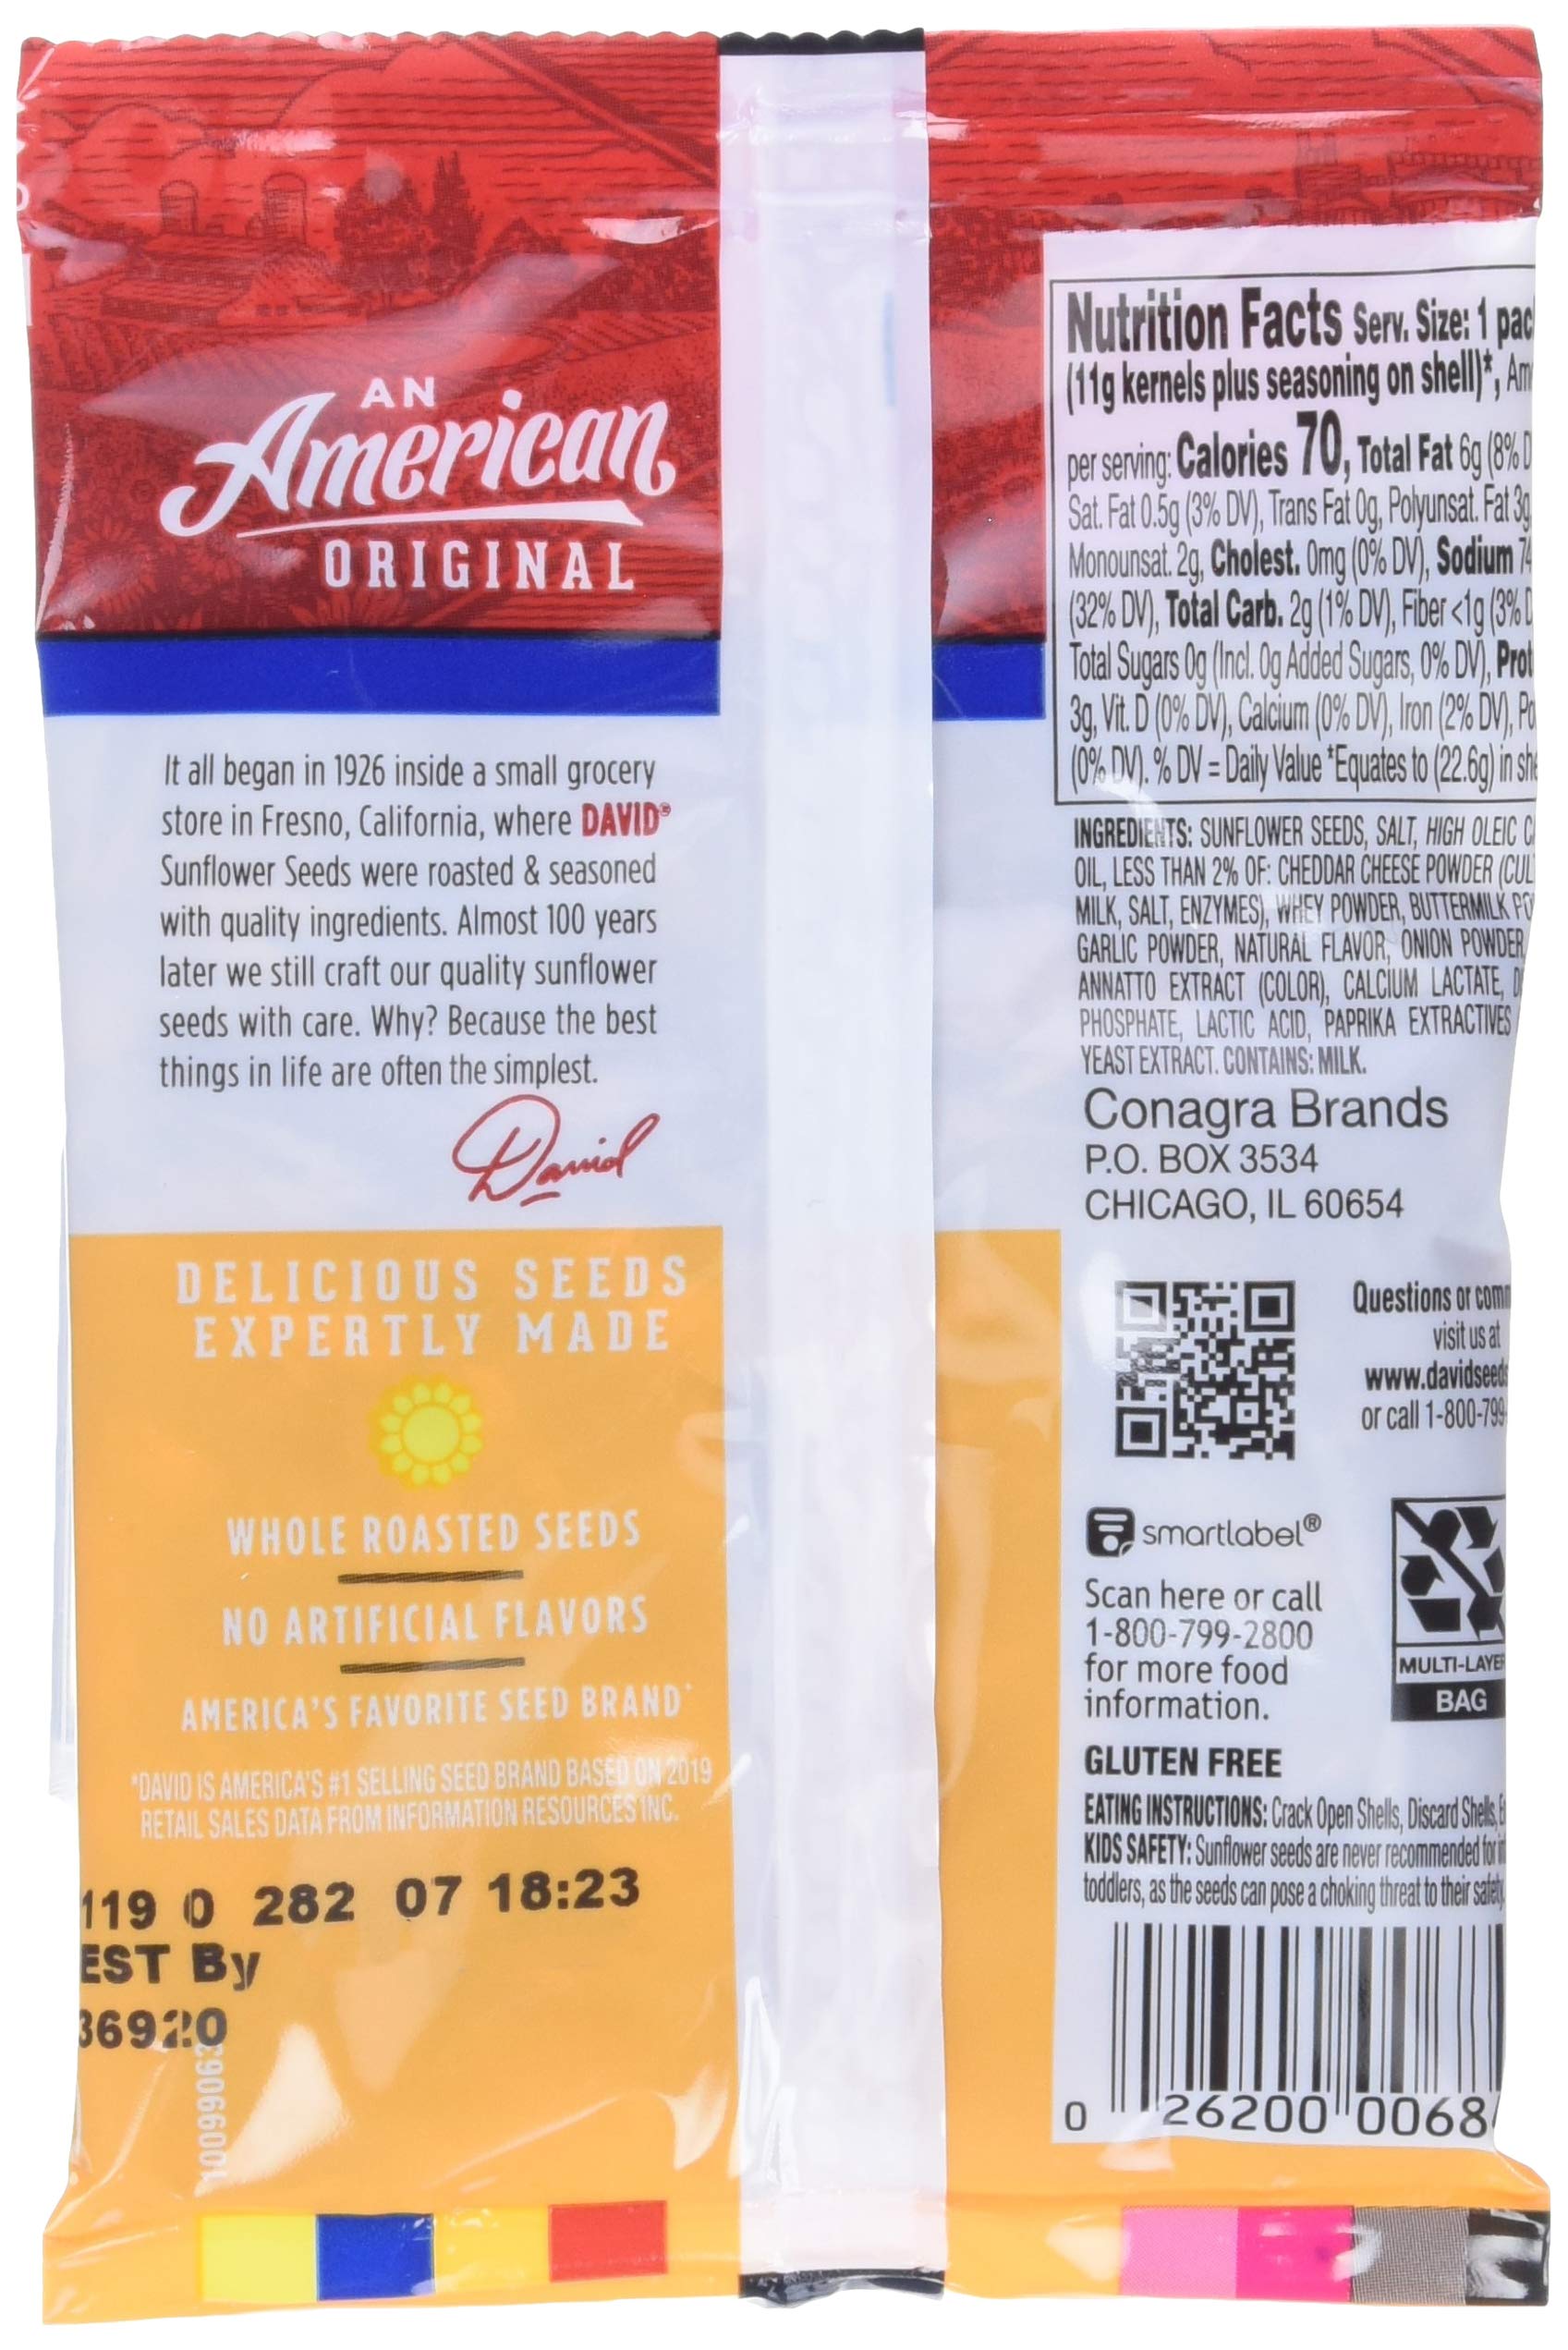 AN
American
ORIGINAL
It all began in 1926 inside a small grocery
store in Fresno, California, where DAVID®
Sunflower Seeds were roasted & seasoned
with quality ingredients. Almost 100 years
later we still craft our quality sunflower
seeds with care. Why? Because the best
things in life are often the simplest.
David
DELICIOUS SEEDS
EXPERTLY MADE
WHOLE ROASTED SEEDS
NO ARTIFICIAL FLAVORS
AMERICA'S FAVORITE SEED BRAND*
*DAVID IS AMERICA'S #1 SELLING SEED BRAND BASED ON 2019
RETAIL SALES DATA FROM INFORMATION RESOURCES INC.
119 0 282 07 18:23
EST By
36920
10099063
Nutrition Facts Serv. Size: 1 pac
(11g kernels plus seasoning on shell)*, Am
per serving: Calories 70, Total Fat 6g (8% D
Sat. Fat 0.5g (3% DV), Trans Fat 0g, Polyunsat. Fat 3g,
Monounsat. 2g, Cholest. 0mg (0% DV), Sodium 74
(32% DV), Total Carb. 2g (1% DV), Fiber <1g (3% D
Total Sugars 0g (Incl. 0g Added Sugars, 0% DV), Prot
3g, Vit. D (0% DV), Calcium (0% DV), Iron (2% DV), Po
(0% DV). % DV = Daily Value *Equates to (22.6g) in she
INGREDIENTS: SUNFLOWER SEEDS, SALT, HIGH OLEIC
OIL, LESS THAN 2% OF: CHEDDAR CHEESE POWDER (CUL
MILK, SALT, ENZYMES), WHEY POWDER, BUTTERMILK PO
GARLIC POWDER, NATURAL FLAVOR, ONION POWDER,
ANNATTO EXTRACT (COLOR), CALCIUM LACTATE,
PHOSPHATE, LACTIC ACID, PAPRIKA EXTRACTIVES
YEAST EXTRACT. CONTAINS: MILK.
Conagra Brands
P.O. BOX 3534
CHICAGO, IL 60654
Questions or comm
visit us at
www.davidseeds
or call 1-800-799-
smartlabel®
Scan here or call
1-800-799-2800
for more food
information.
MULTI-LAYER
BAG
GLUTEN FREE
EATING INSTRUCTIONS: Crack Open Shells, Discard Shells,
KIDS SAFETY: Sunflower seeds are never recommended for
toddlers, as the seeds can pose a choking threat to their safety.
0 26200 0068